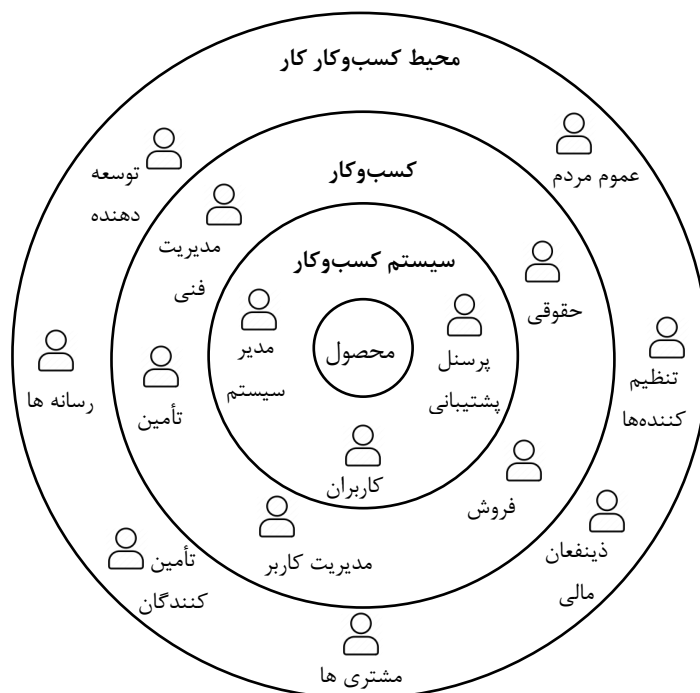 محیط کسب‌وکار کار
توسعه
دهنده
عموم مردم
کسب‌وکار
مدیریت
فنی
سیستم کسب‌وکار
حقوقی
مدیر
سیستم
محصول
پرسنل
پشتیبانی
رسانه ها
تأمین
تنظیم
کننده‌ها
کاربران
فروش
مدیریت کاربر
تأمین
کنندگان
ذینفعان
مالی
مشتری ها